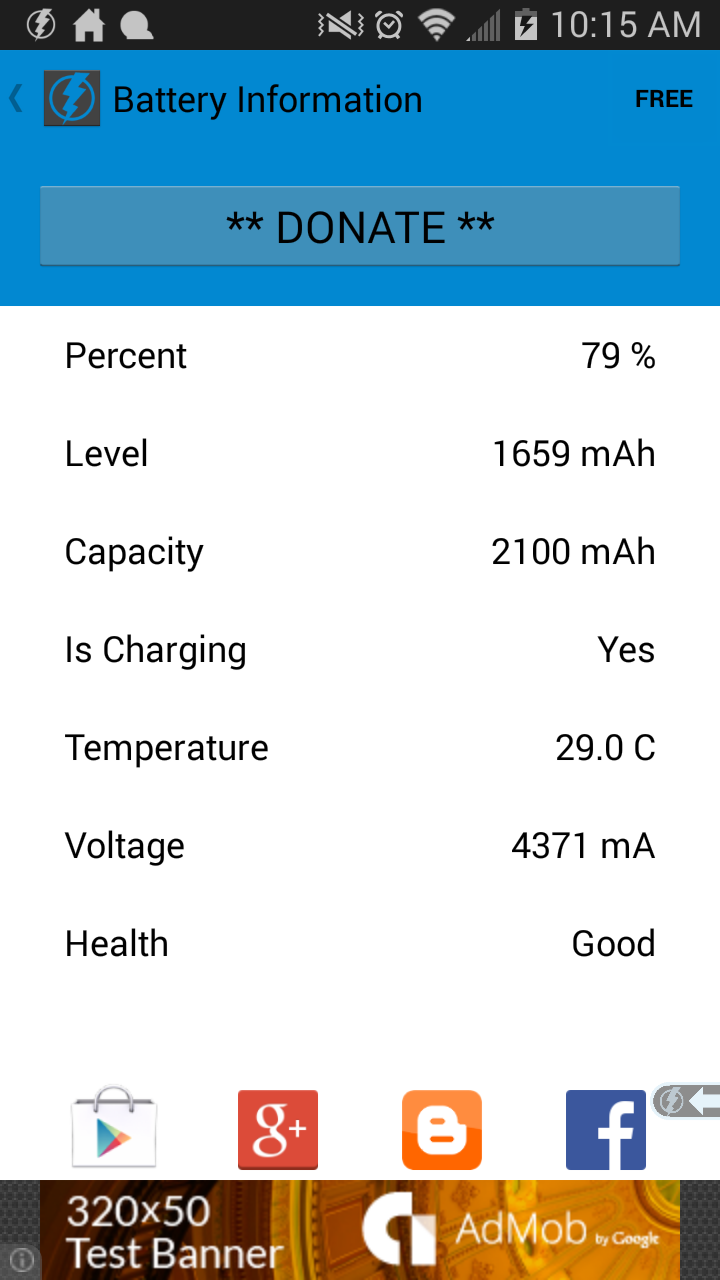 10:15 AM
Battery Information FREE
** DONATE **
Percent 79 %
Level 1659 mAh
Capacity 2100 mAh
Is Charging Yes
Temperature 29.0 C
Voltage 4371 mA
Health Good
g+
320x50
Test Banner
AdMob by Google